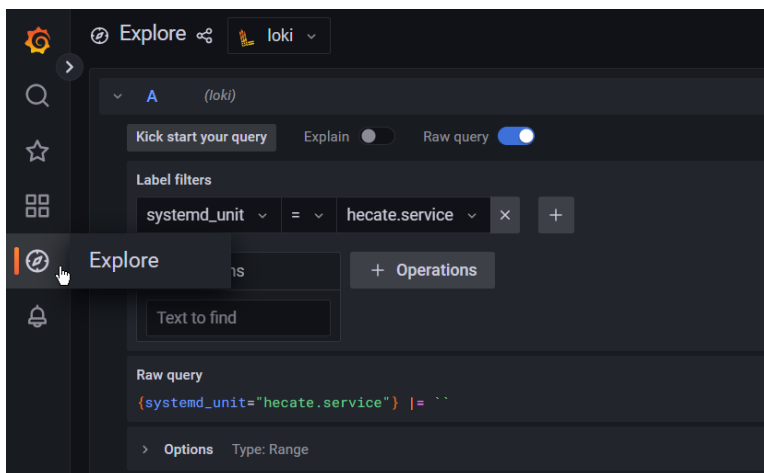 Explore
loki
A (loki)
Kick start your query Explain Raw query
Label filters
systemd_unit = hecate.service × +
Explore
ns + Operations
Text to find
Raw query
{systemd_unit="hecate.service"} |= ``
Options Type: Range